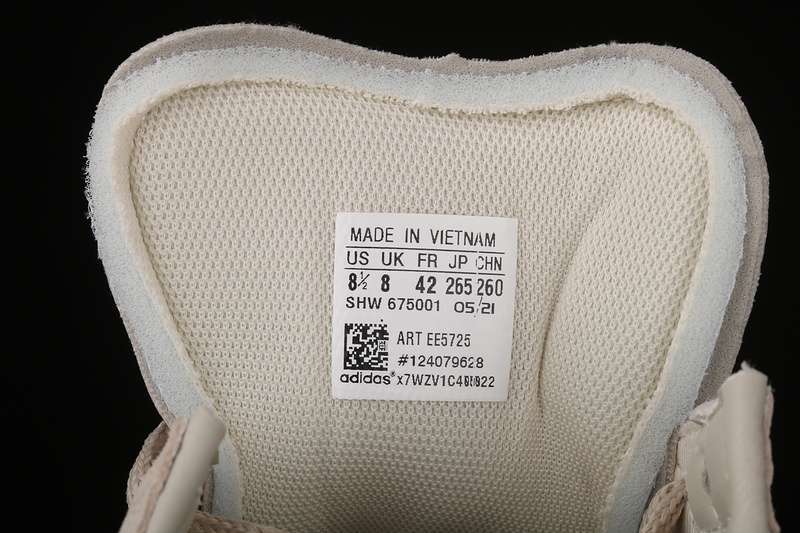 MADE IN VIETNAM
US UK FR JP CHN
8½ 8 42 265 260
SHW 675001 05/21
ART EE5725
#124079628
adidas®